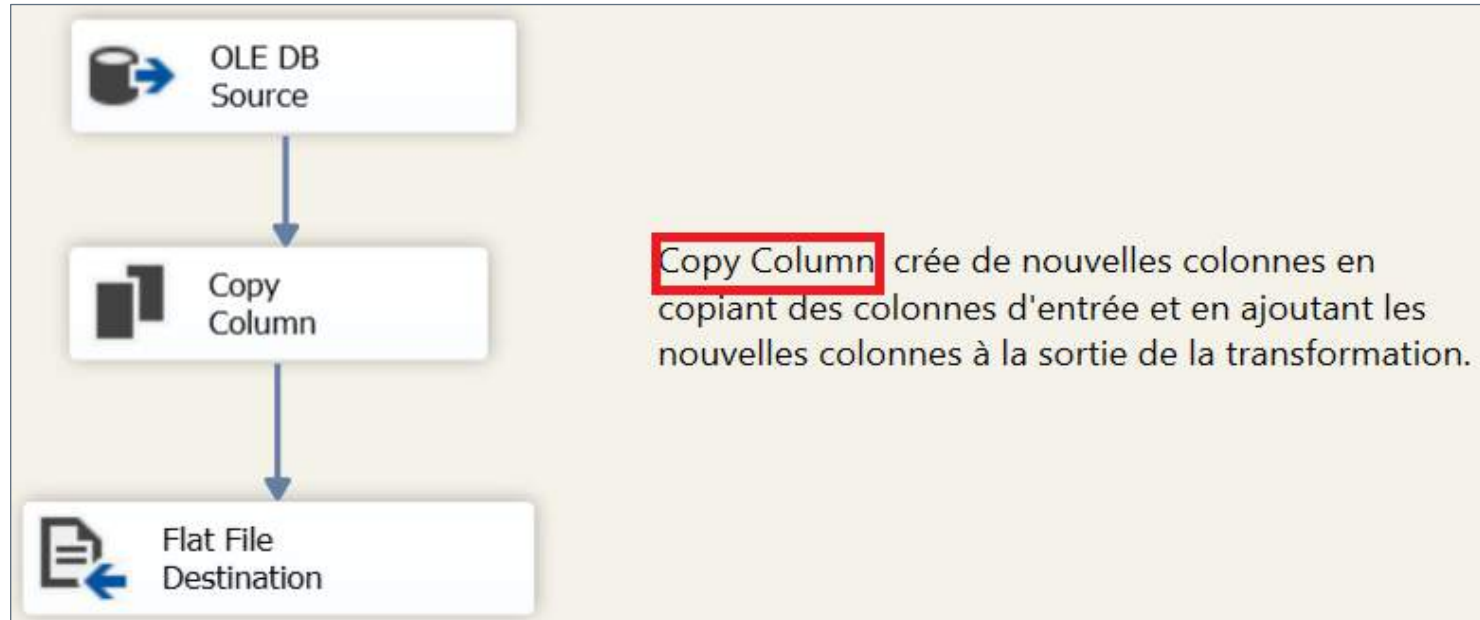 OLE DB
Source
Copy
Column
Copy Column crée de nouvelles colonnes en
copiant des colonnes d'entrée et en ajoutant les
nouvelles colonnes à la sortie de la transformation.
Flat File
Destination